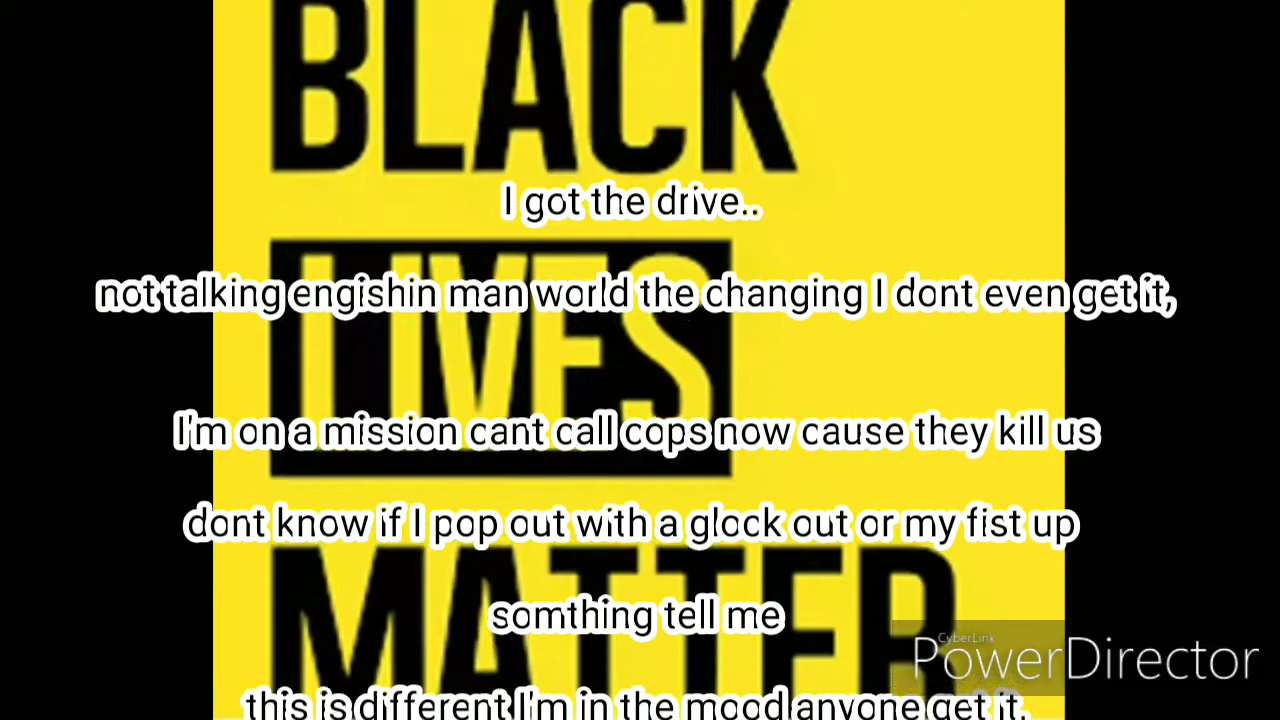 BLACK
I got the drive..
LIVES
not talking engishin man world the changing I dont even get it,
I'm on a mission cant call cops now cause they kill us
dont know if I pop out with a glock out or my fist up
MATTER
somthing tell me
CyberLink
PowerDirector
this is different I'm in the mood anyone get it.